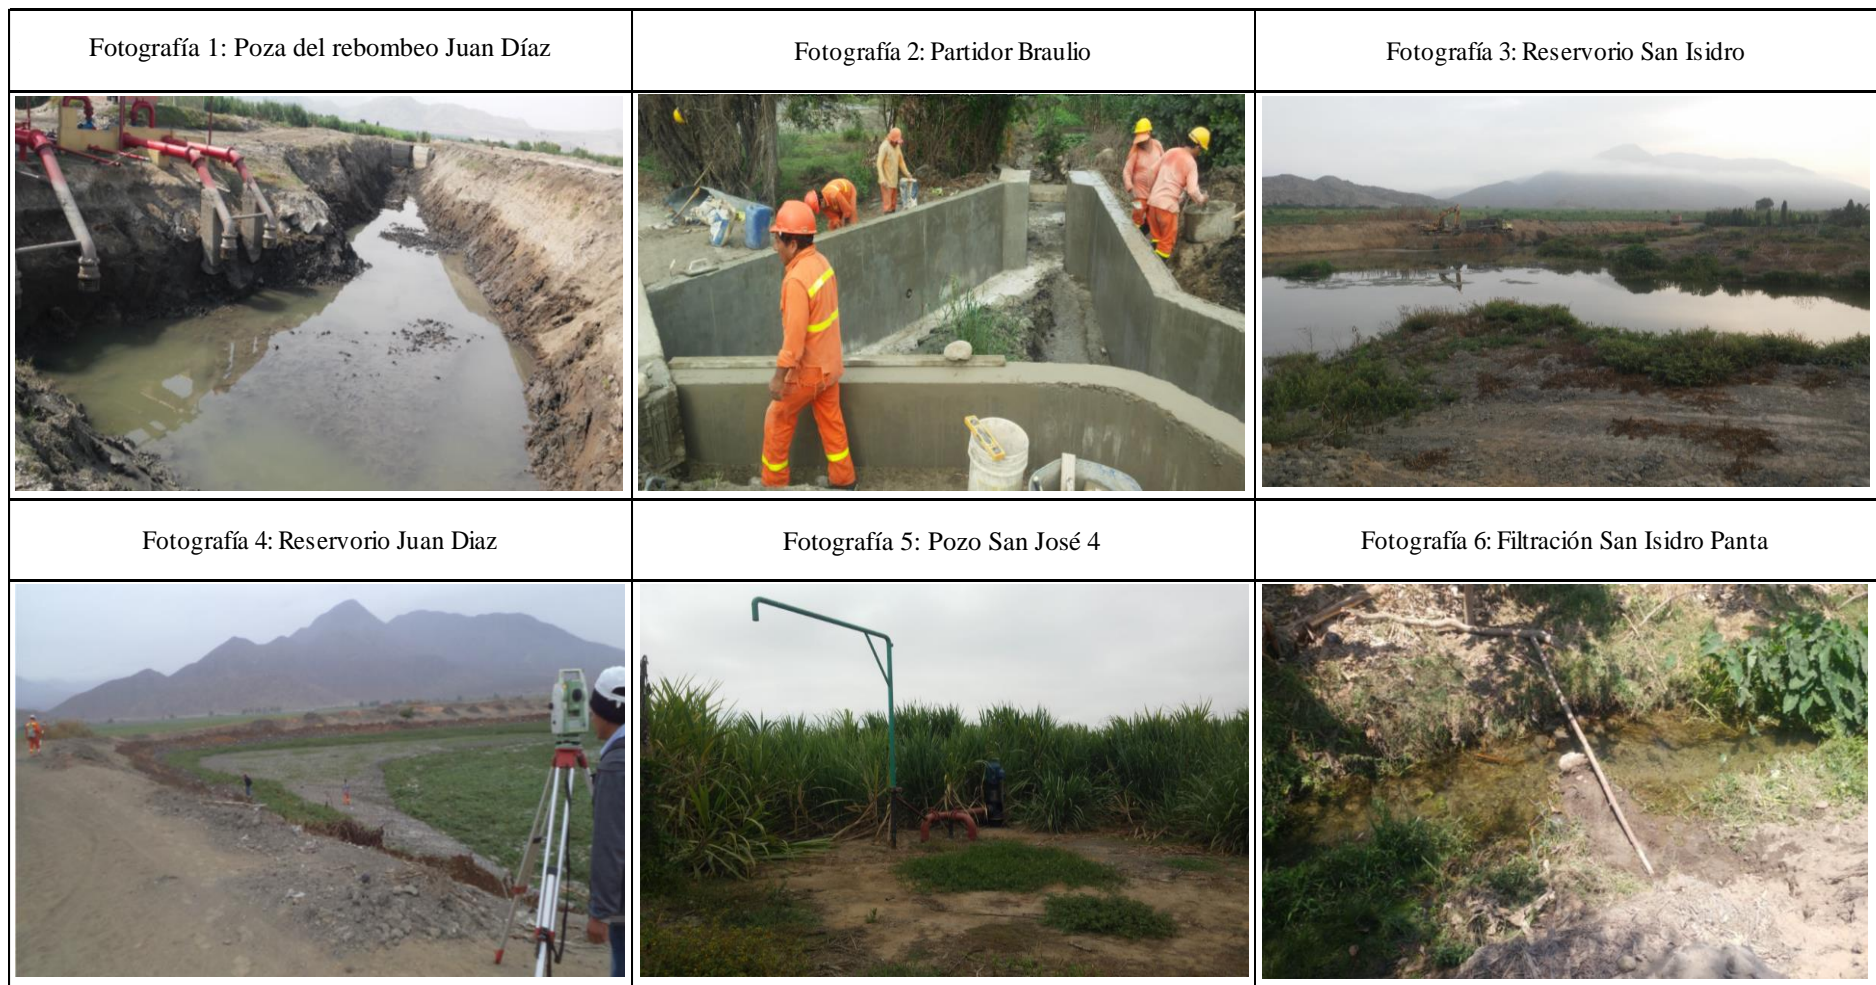 Fotografía 1: Poza del rebombeo Juan Díaz
Fotografía 2: Partidor Braulio
Fotografía 3: Reservorio San Isidro
Fotografía 4: Reservorio Juan Diaz
Fotografía 5: Pozo San José 4
Fotografía 6: Filtración San Isidro Panta